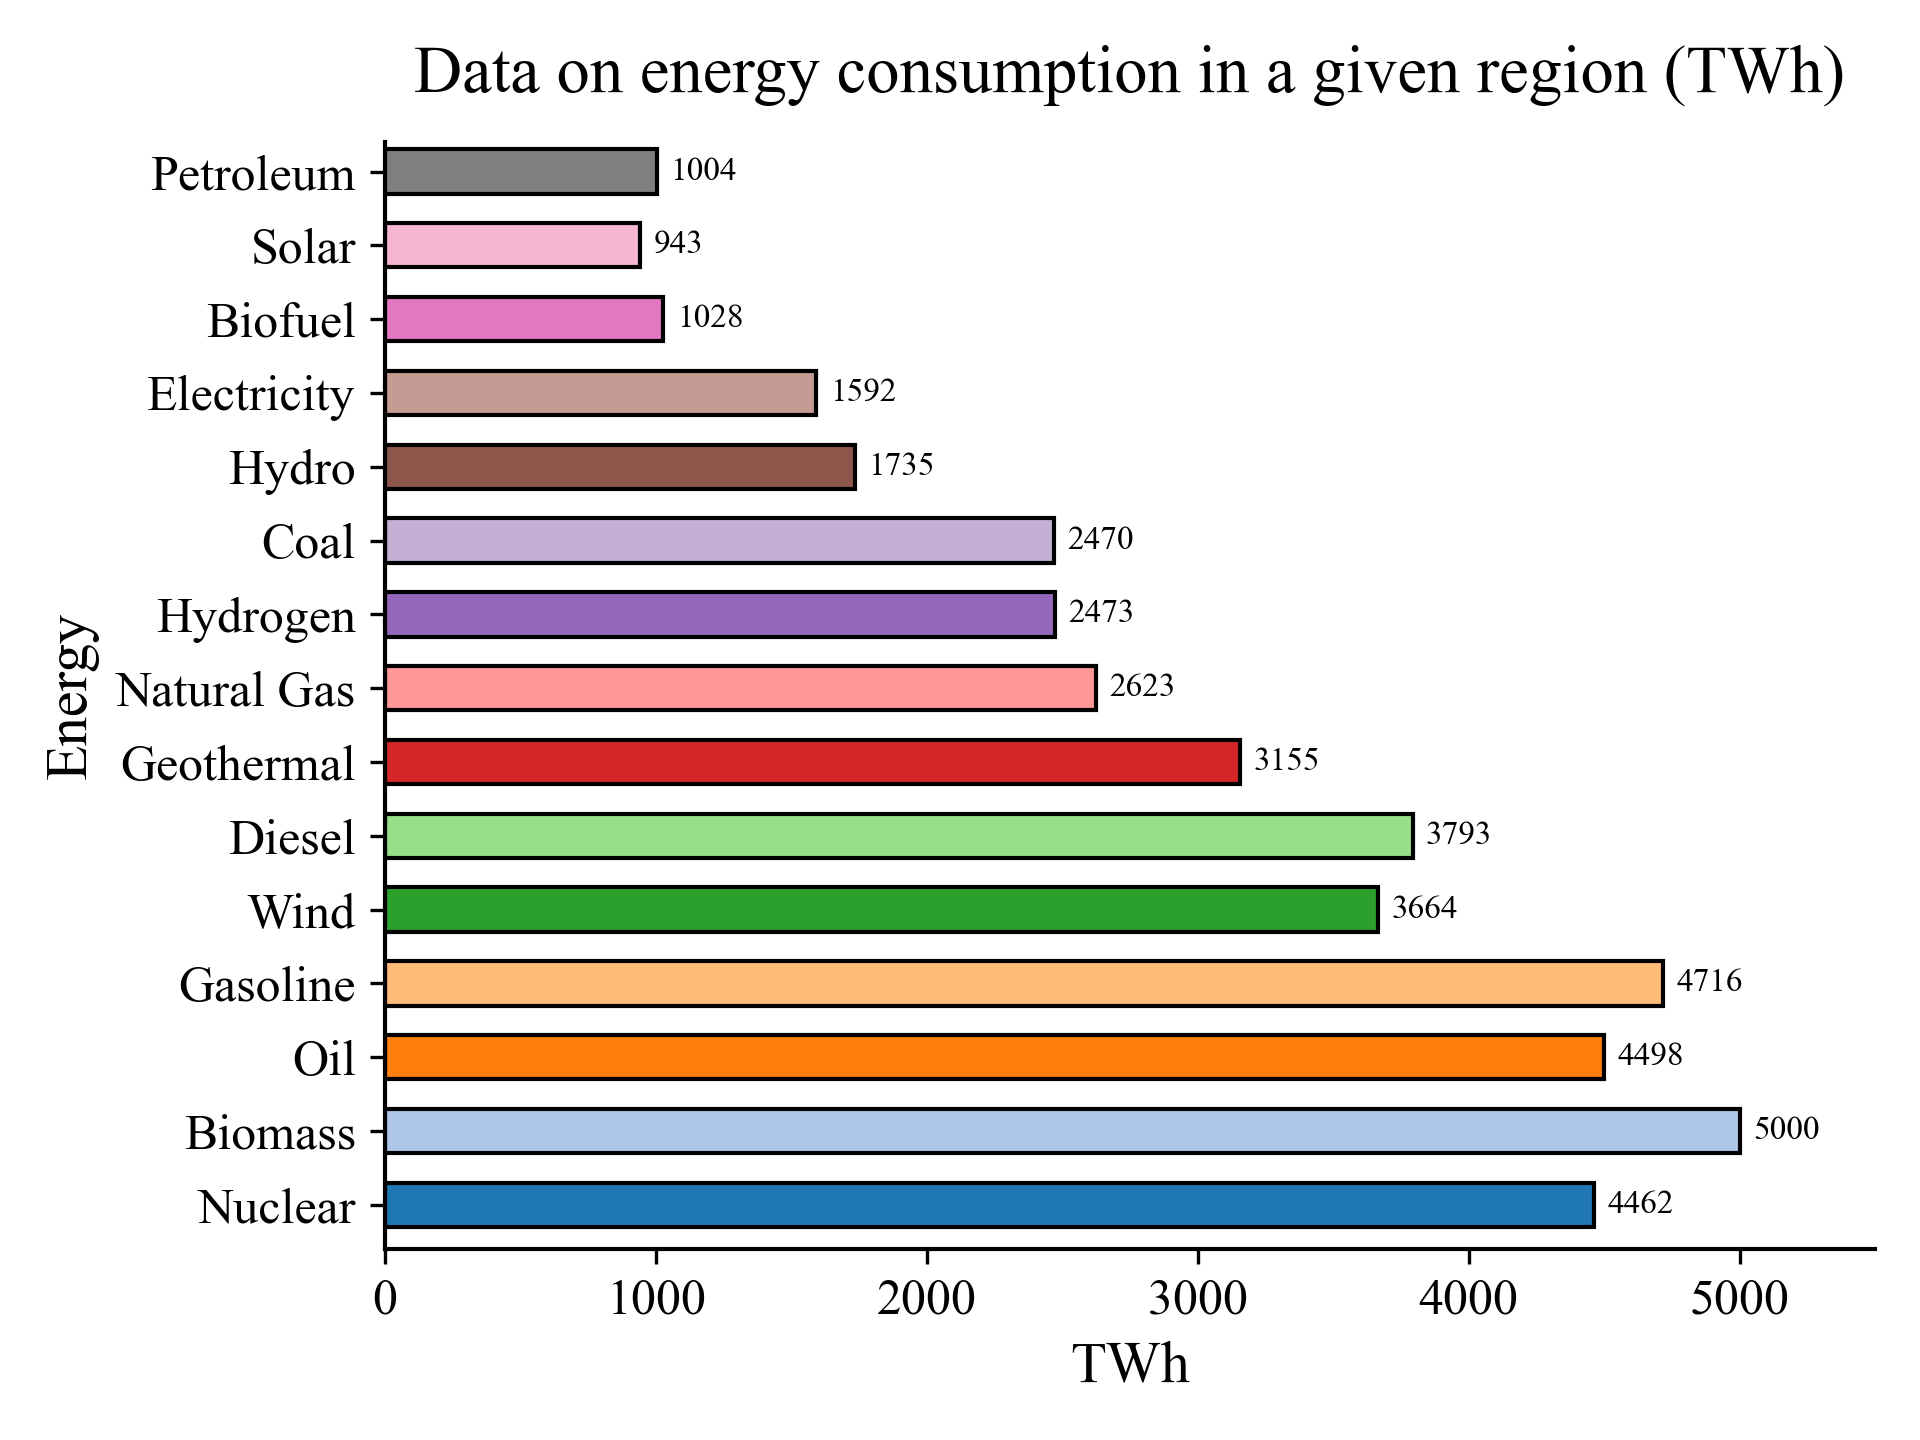 Data on energy consumption in a given region (TWh)
Petroleum 1004
Solar 943
Biofuel 1028
Electricity 1592
Hydro 1735
Coal 2470
Hydrogen 2473
Natural Gas 2623
Geothermal 3155
Diesel 3793
Wind 3664
Gasoline 4716
Oil 4498
Biomass 5000
Nuclear 4462
Energy
0 1000 2000 3000 4000 5000
TWh